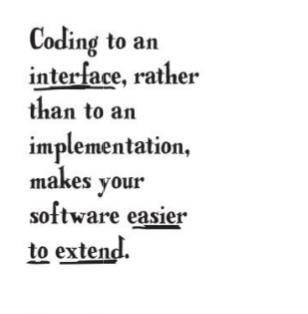 Coding to an
interface, rather
than to an
implementation,
makes your
software easier
to extend.